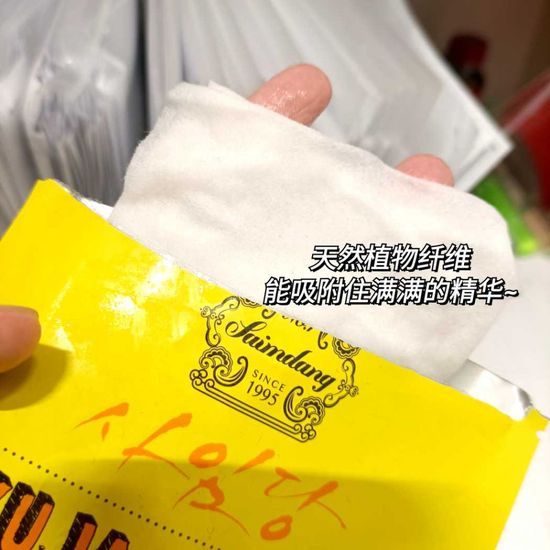 天然植物纤维
能吸附住满满的精华~
Saimdang
SINCE
1995
사임당